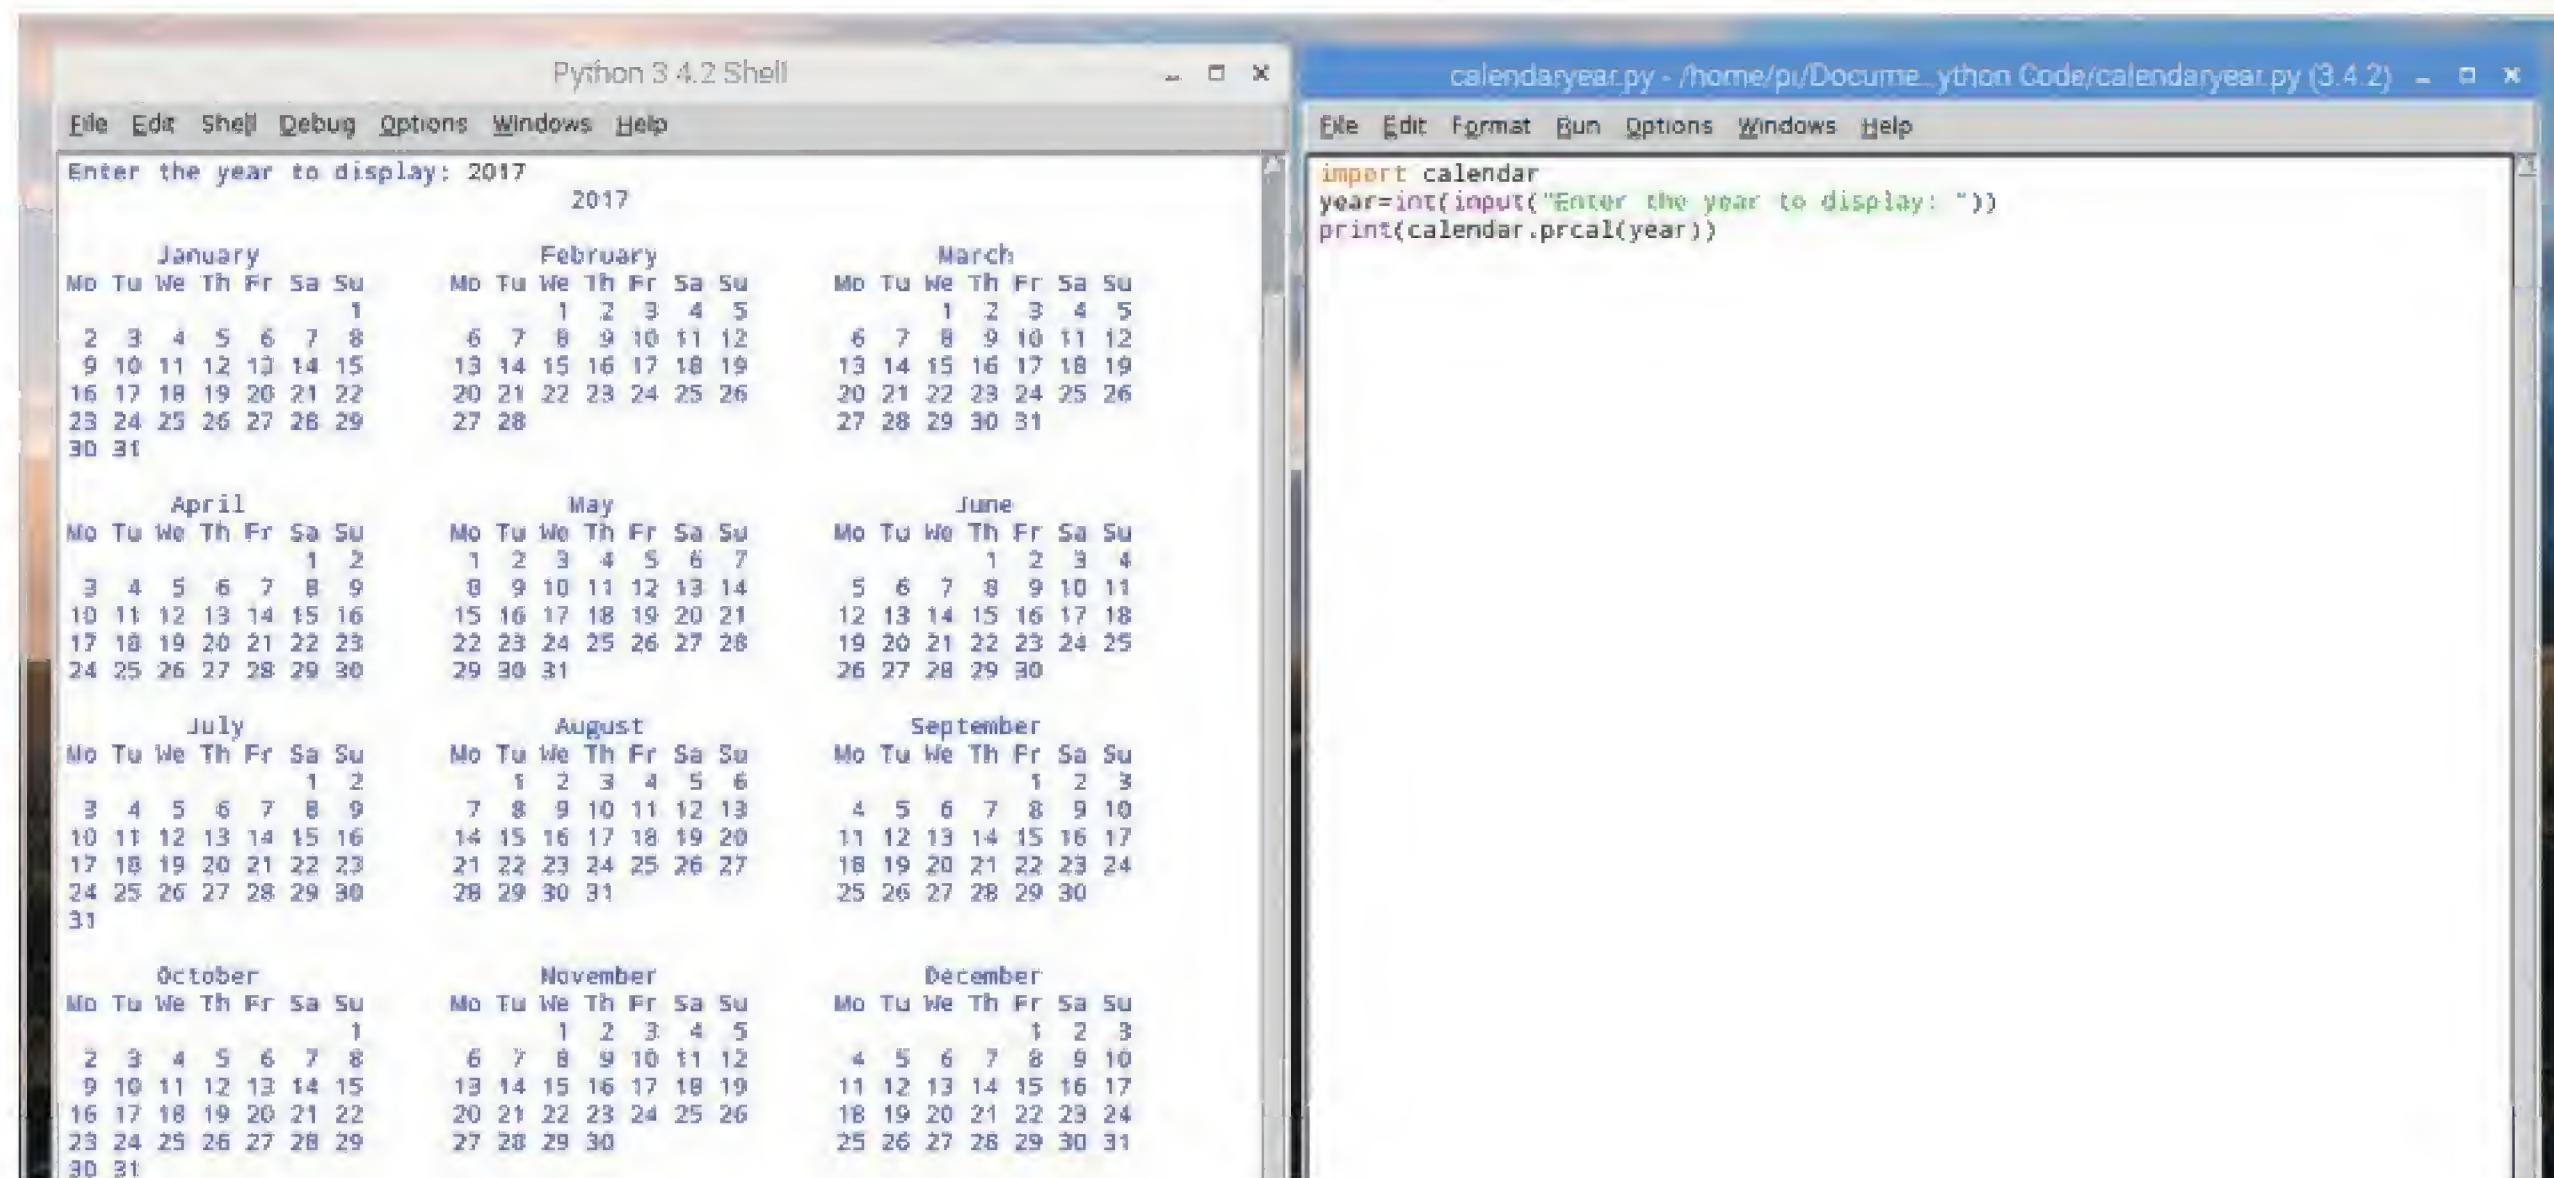 Python 3.4.2 Shell
File Edit Shell Debug Options Windows Help
Enter the year to display: 2017
2017
January February March
Mo Tu We Th Fr Sa Su Mo Tu We Th Fr Sa Su Mo Tu We Th Fr Sa Su
1 1 2 3 4 5 1 2 3 4 5
2 3 4 5 6 7 8 6 7 8 9 10 11 12 6 7 8 9 10 11 12
9 10 11 12 13 14 15 13 14 15 16 17 18 19 13 14 15 16 17 18 19
16 17 18 19 20 21 22 20 21 22 23 24 25 26 20 21 22 23 24 25 26
23 24 25 26 27 28 29 27 28 27 28 29 30 31
30 31
April May June
Mo Tu We Th Fr Sa Su Mo Tu We Th Fr Sa Su Mo Tu We Th Fr Sa Su
1 2 1 2 3 4 5 6 7 1 2 3 4
3 4 5 6 7 8 9 8 9 10 11 12 13 14 5 6 7 8 9 10 11
10 11 12 13 14 15 16 15 16 17 18 19 20 21 12 13 14 15 16 17 18
17 18 19 20 21 22 23 22 23 24 25 26 27 28 19 20 21 22 23 24 25
24 25 26 27 28 29 30 29 30 31 26 27 28 29 30
July August September
Mo Tu We Th Fr Sa Su Mo Tu We Th Fr Sa Su Mo Tu We Th Fr Sa Su
1 2 1 2 3 4 5 6 1 2 3
3 4 5 6 7 8 9 7 8 9 10 11 12 13 4 5 6 7 8 9 10
10 11 12 13 14 15 16 14 15 16 17 18 19 20 11 12 13 14 15 16 17
17 18 19 20 21 22 23 21 22 23 24 25 26 27 18 19 20 21 22 23 24
24 25 26 27 28 29 30 28 29 30 31 25 26 27 28 29 30
31
October November December
Mo Tu We Th Fr Sa Su Mo Tu We Th Fr Sa Su Mo Tu We Th Fr Sa Su
1 1 2 3 4 5 1 2 3
2 3 4 5 6 7 8 6 7 8 9 10 11 12 4 5 6 7 8 9 10
9 10 11 12 13 14 15 13 14 15 16 17 18 19 11 12 13 14 15 16 17
16 17 18 19 20 21 22 20 21 22 23 24 25 26 18 19 20 21 22 23 24
23 24 25 26 27 28 29 27 28 29 30 25 26 27 28 29 30 31
30 31
calendaryear.py - /home/pi/Docume...ython Code/calendaryear.py (3.4.2)
File Edit Format Run Options Windows Help
import calendar
year=int(input("Enter the year to display: "))
print(calendar.prcal(year))